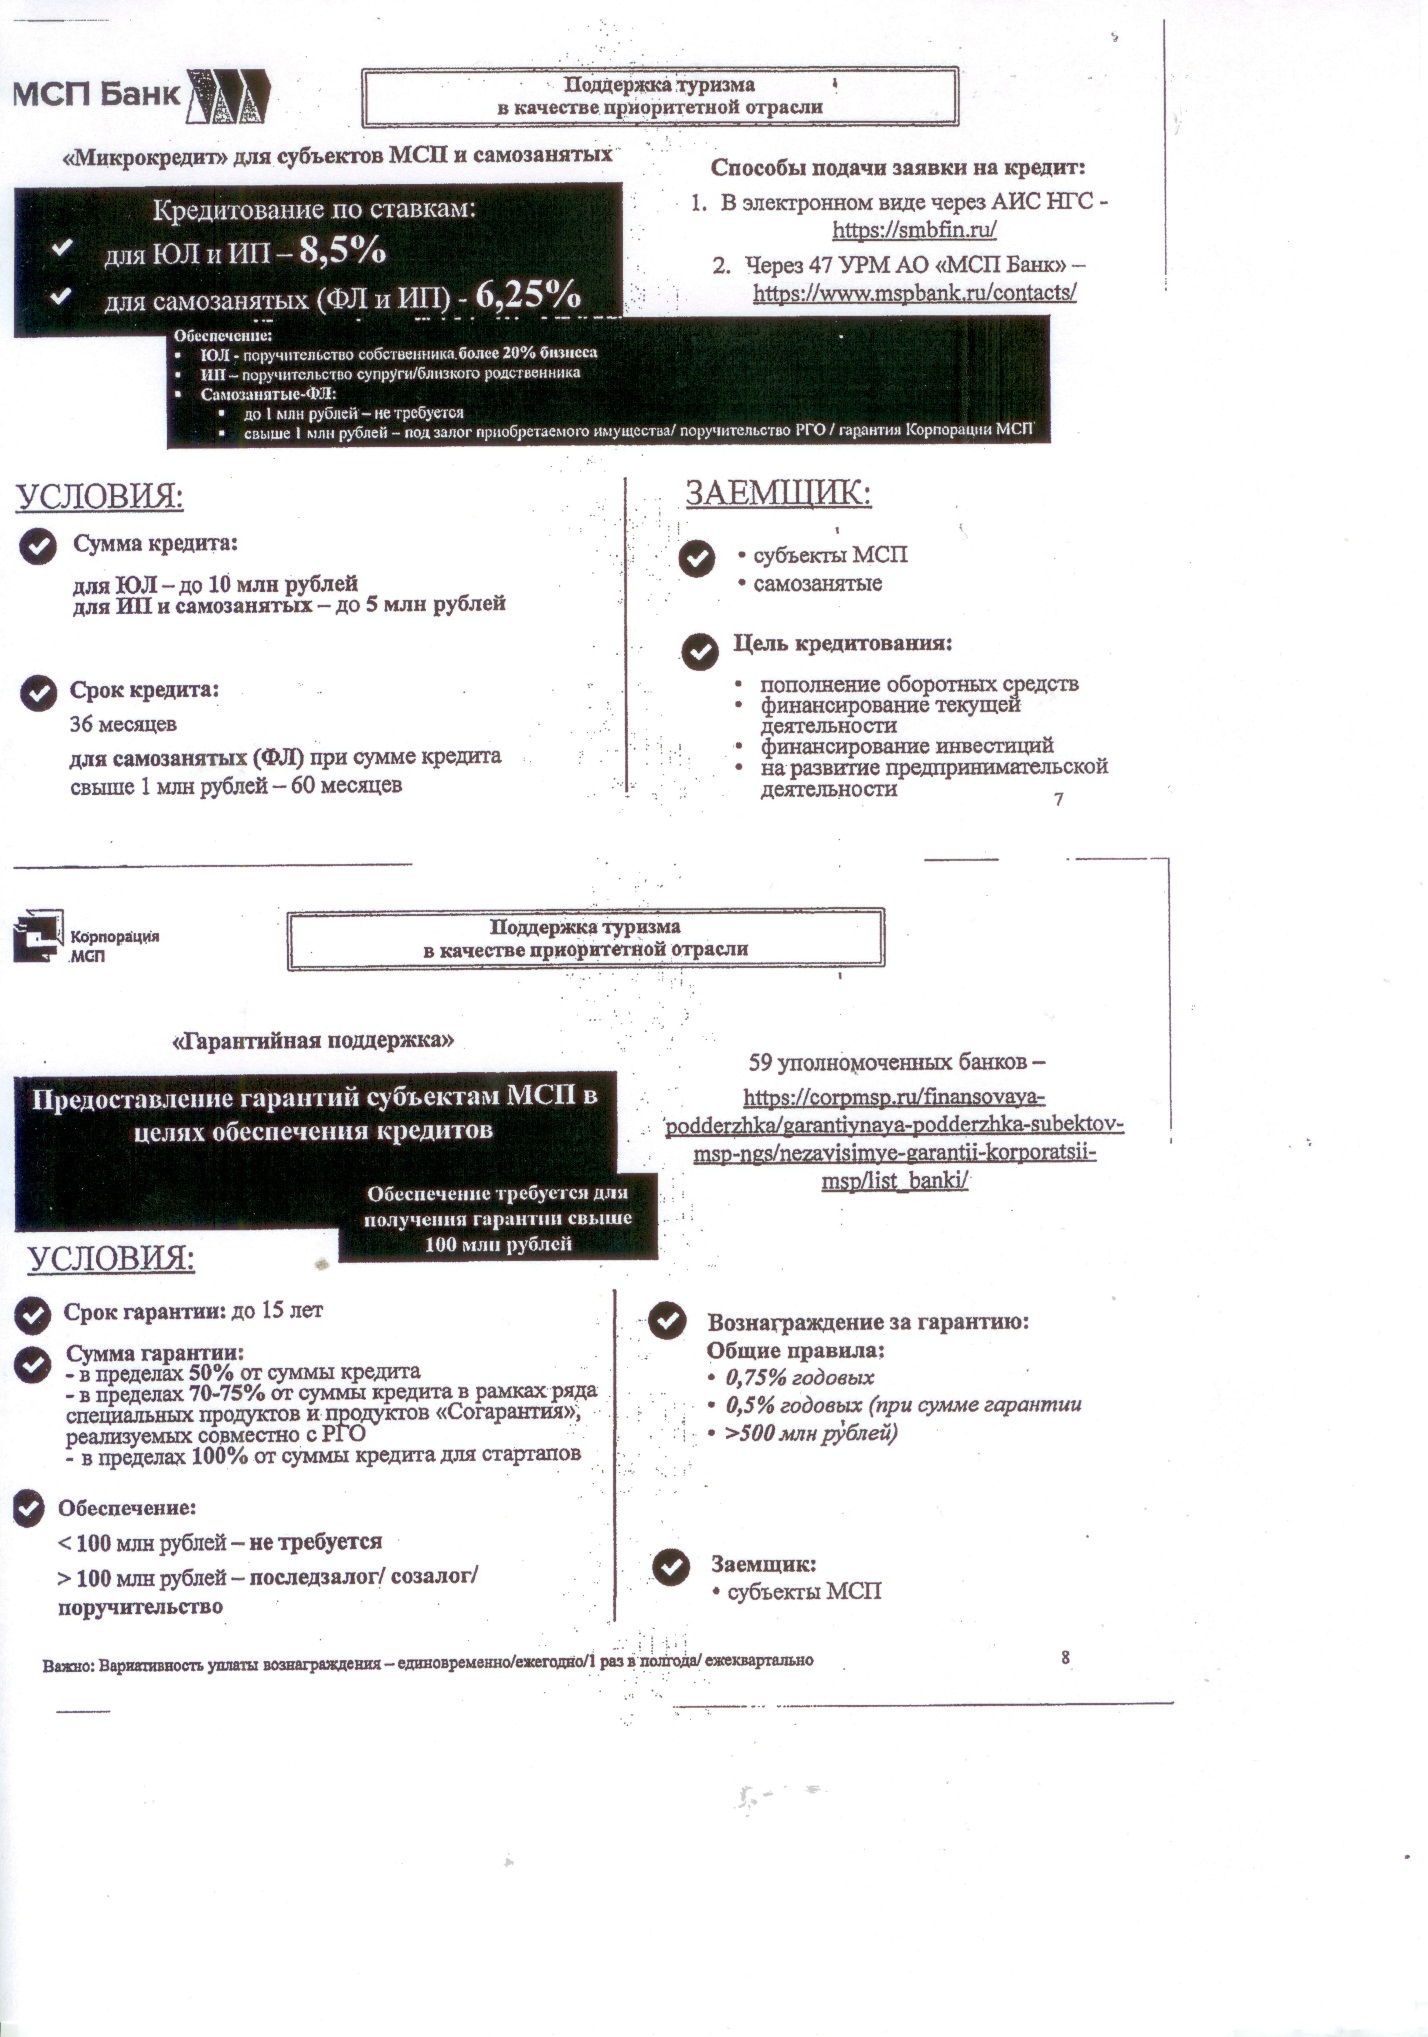 МСП Банк
Поддержка туризма
в качестве приоритетной отрасли
«Микрокредит» для субъектов МСП и самозанятых
Кредитование по ставкам:
для ЮЛ и ИП – 8,5%
для самозанятых (ФЛ и ИП) - 6,25%
Способы подачи заявки на кредит:
1. В электронном виде через АИС НГС -
https://smbfin.ru/
2. Через 47 УРМ АО «МСП Банк» –
https://www.mspbank.ru/contacts/
Обеспечение:
▪ ЮЛ - поручительство собственника более 20% бизнеса
▪ ИП – поручительство супруги/близкого родственника
▪ Самозанятые-ФЛ:
▪ до 1 млн рублей – не требуется
▪ свыше 1 млн рублей – под залог приобретаемого имущества/ поручительство РГО / гарантия Корпорации МСП
УСЛОВИЯ:
Сумма кредита:
для ЮЛ – до 10 млн рублей
для ИП и самозанятых – до 5 млн рублей
Срок кредита:
36 месяцев
для самозанятых (ФЛ) при сумме кредита
свыше 1 млн рублей – 60 месяцев
ЗАЕМЩИК:
• субъекты МСП
• самозанятые
Цель кредитования:
• пополнение оборотных средств
• финансирование текущей
деятельности
• финансирование инвестиций
• на развитие предпринимательской
деятельности
7
Корпорация
МСП
Поддержка туризма
в качестве приоритетной отрасли
«Гарантийная поддержка»
Предоставление гарантий субъектам МСП в
целях обеспечения кредитов
Обеспечение требуется для
получения гарантии свыше
100 млн рублей
59 уполномоченных банков –
https://corpmsp.ru/finansovaya-
podderzhka/garantiynaya-podderzhka-subektov-
msp-ngs/nezavisimye-garantii-korporatsii-
msp/list_banki/
УСЛОВИЯ:
Срок гарантии: до 15 лет
Сумма гарантии:
- в пределах 50% от суммы кредита
- в пределах 70-75% от суммы кредита в рамках ряда
специальных продуктов и продуктов «Согарантия»,
реализуемых совместно с РГО
- в пределах 100% от суммы кредита для стартапов
Обеспечение:
< 100 млн рублей – не требуется
> 100 млн рублей – последзалог/ созалог/
поручительство
Вознаграждение за гарантию:
Общие правила:
• 0,75% годовых
• 0,5% годовых (при сумме гарантии
• >500 млн рублей)
Заемщик:
• субъекты МСП
Важно: Вариативность уплаты вознаграждения – единовременно/ежегодно/1 раз в полгода/ ежеквартально
8